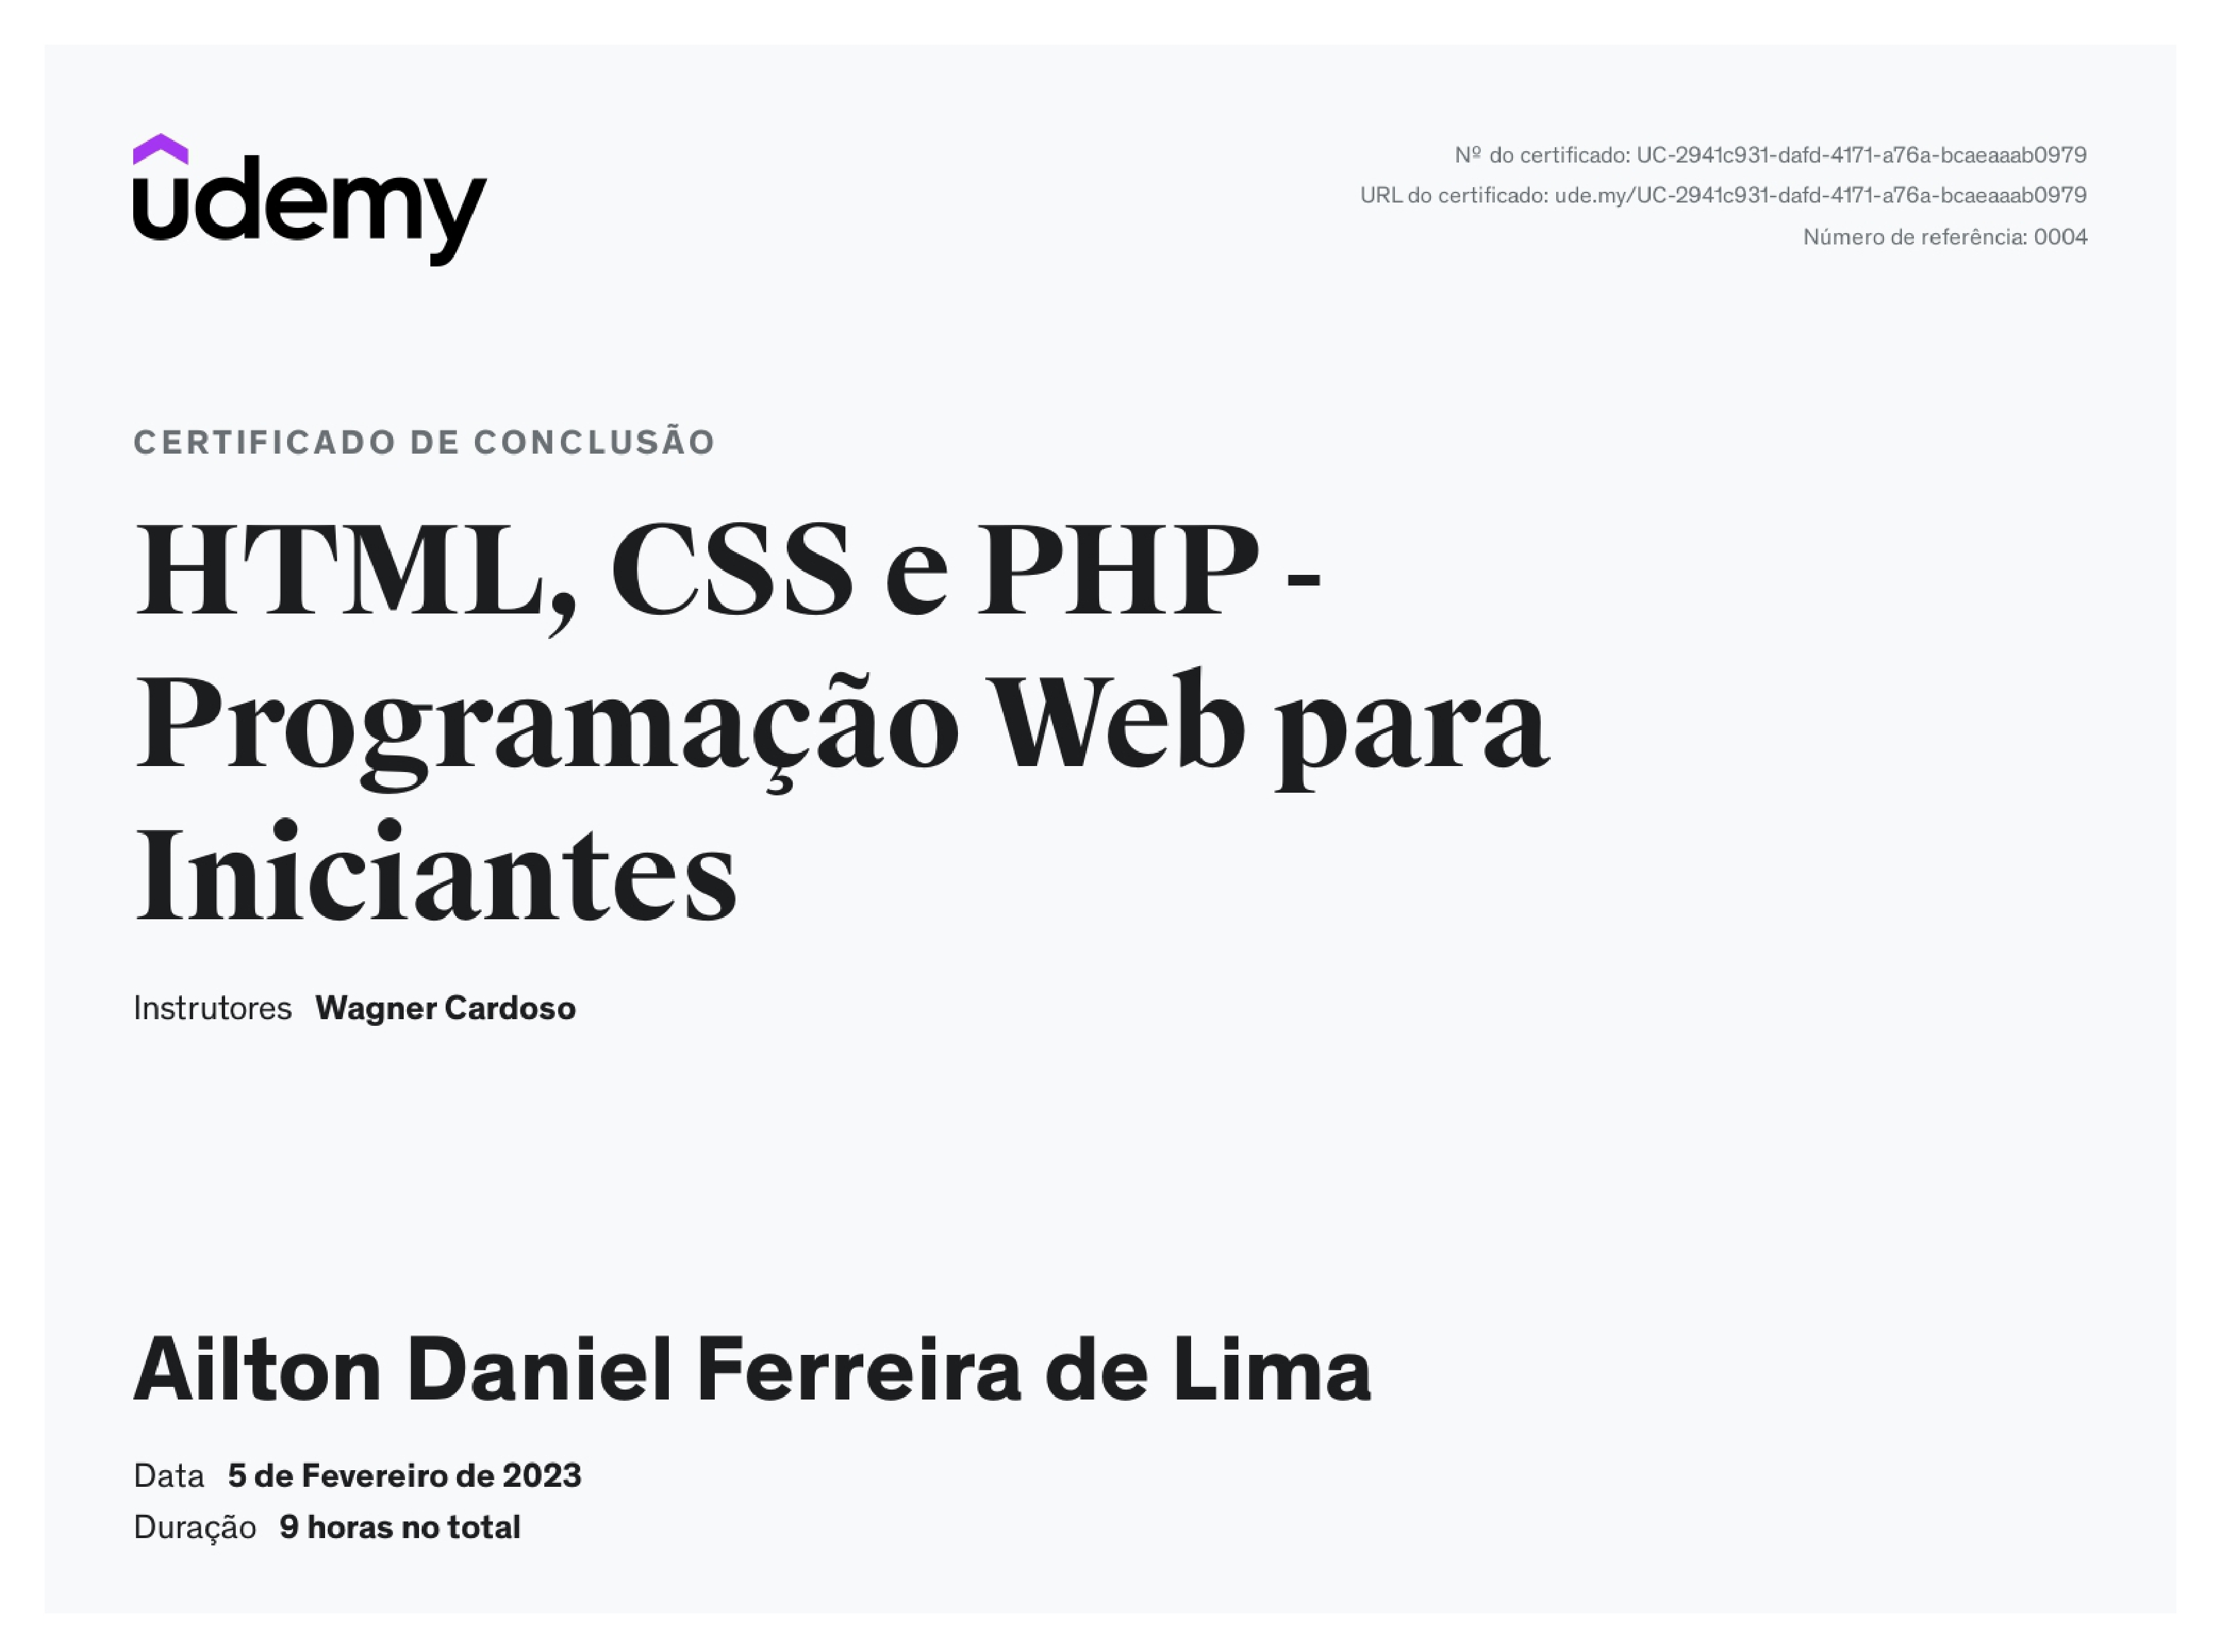 udemy
Nº do certificado: UC-2941c931-dafd-4171-a76a-bcaeaaab0979
URL do certificado: ude.my/UC-2941c931-dafd-4171-a76a-bcaeaaab0979
Número de referência: 0004
CERTIFICADO DE CONCLUSÃO
HTML, CSS e PHP -
Programação Web para
Iniciantes
Instrutores Wagner Cardoso
Ailton Daniel Ferreira de Lima
Data 5 de Fevereiro de 2023
Duração 9 horas no total